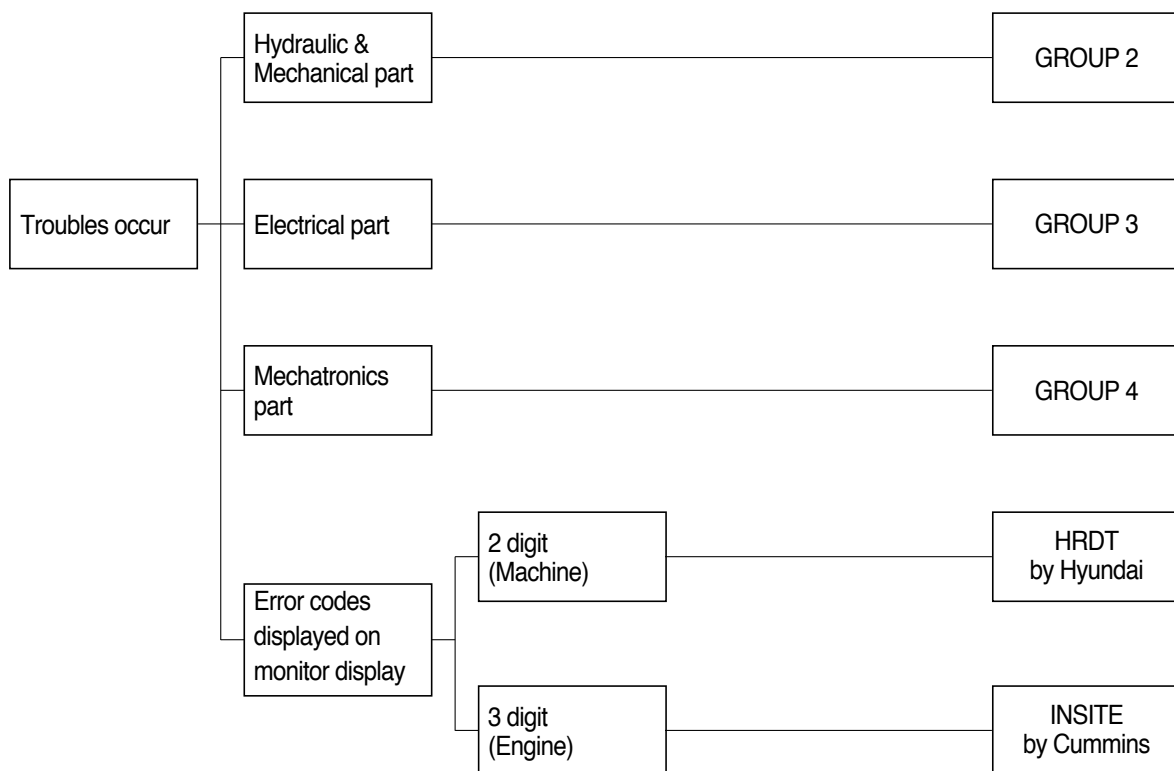 Hydraulic &
Mechanical part
GROUP 2
Troubles occur
Electrical part
GROUP 3
Mechatronics
part
GROUP 4
2 digit
(Machine)
HRDT
by Hyundai
Error codes
displayed on
monitor display
3 digit
(Engine)
INSITE
by Cummins